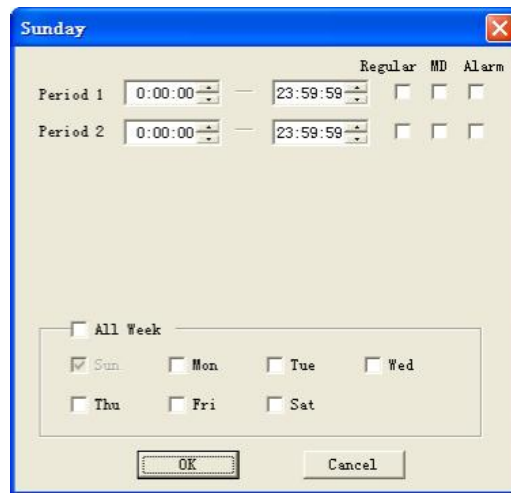 Sunday
Regular MD Alarm
Period 1 0:00:00 — 23:59:59
Period 2 0:00:00 — 23:59:59
All Week
Sun Mon Tue Wed
Thu Fri Sat
OK Cancel